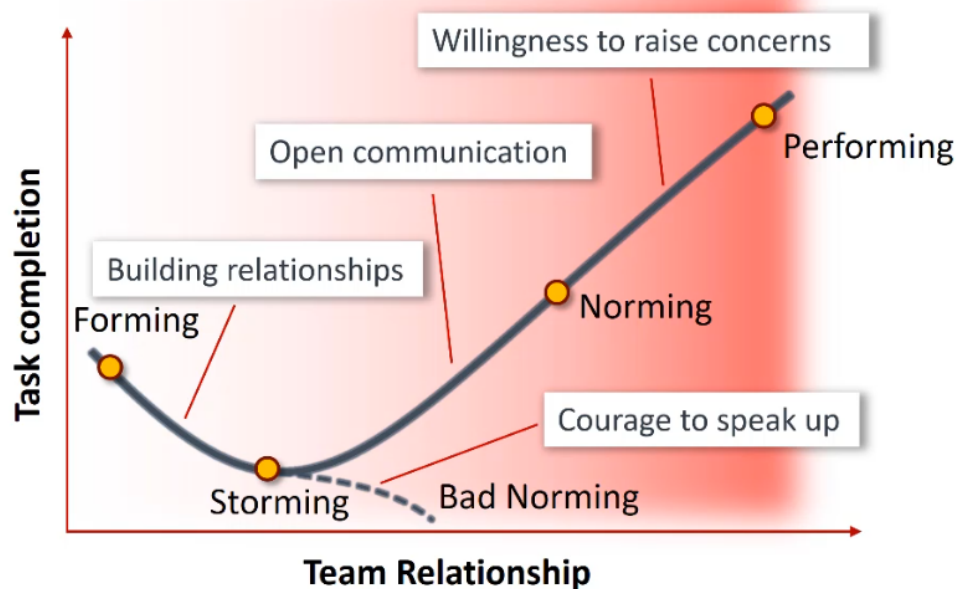 Willingness to raise concerns
Open communication
Performing
Building relationships
Forming
Norming
Courage to speak up
Storming
Bad Norming
Task completion
Team Relationship